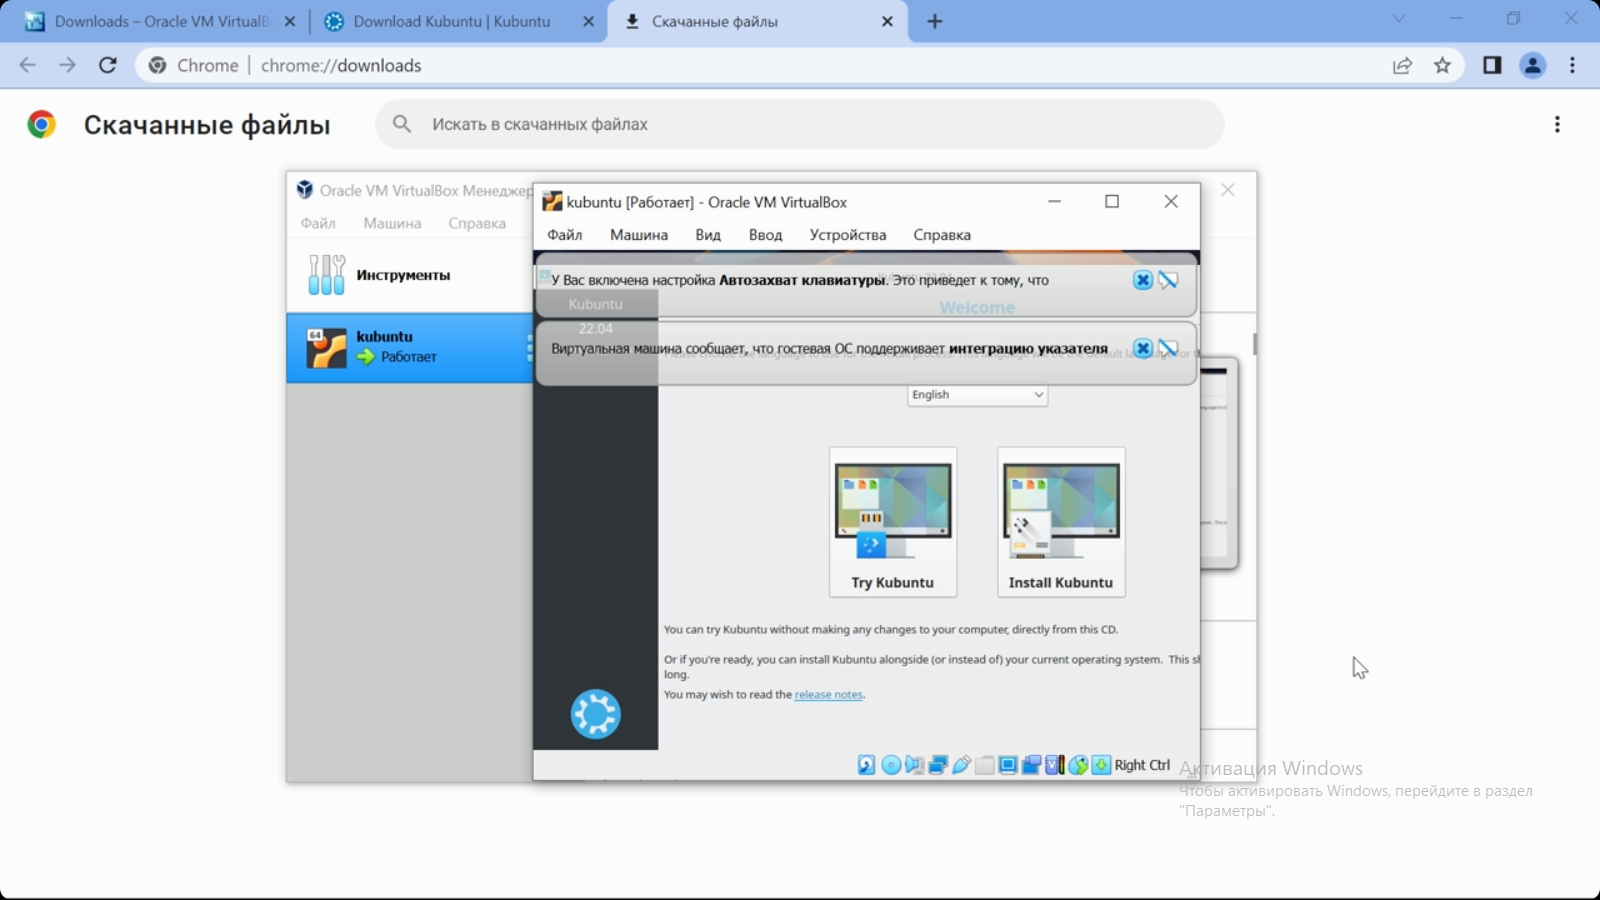 Downloads – Oracle VM VirtualB
Download Kubuntu | Kubuntu
Скачанные файлы
Chrome
chrome://downloads
Скачанные файлы
Искать в скачанных файлах
Oracle VM VirtualBox Менеджер
Файл
Машина
Справка
Инструменты
64
kubuntu
Работает
kubuntu [Работает] - Oracle VM VirtualBox
Файл
Машина
Вид
Ввод
Устройства
Справка
У Вас включена настройка Автозахват клавиатуры. Это приведет к тому, что
Kubuntu
22.04
Welcome
Виртуальная машина сообщает, что гостевая ОС поддерживает интеграцию указателя
English
Try Kubuntu
Install Kubuntu
You can try Kubuntu without making any changes to your computer, directly from this CD.
Or if you're ready, you can install Kubuntu alongside (or instead of) your current operating system. This sh
long.
You may wish to read the release notes.
Right Ctrl
Активация Windows
Чтобы активировать Windows, перейдите в раздел
"Параметры".